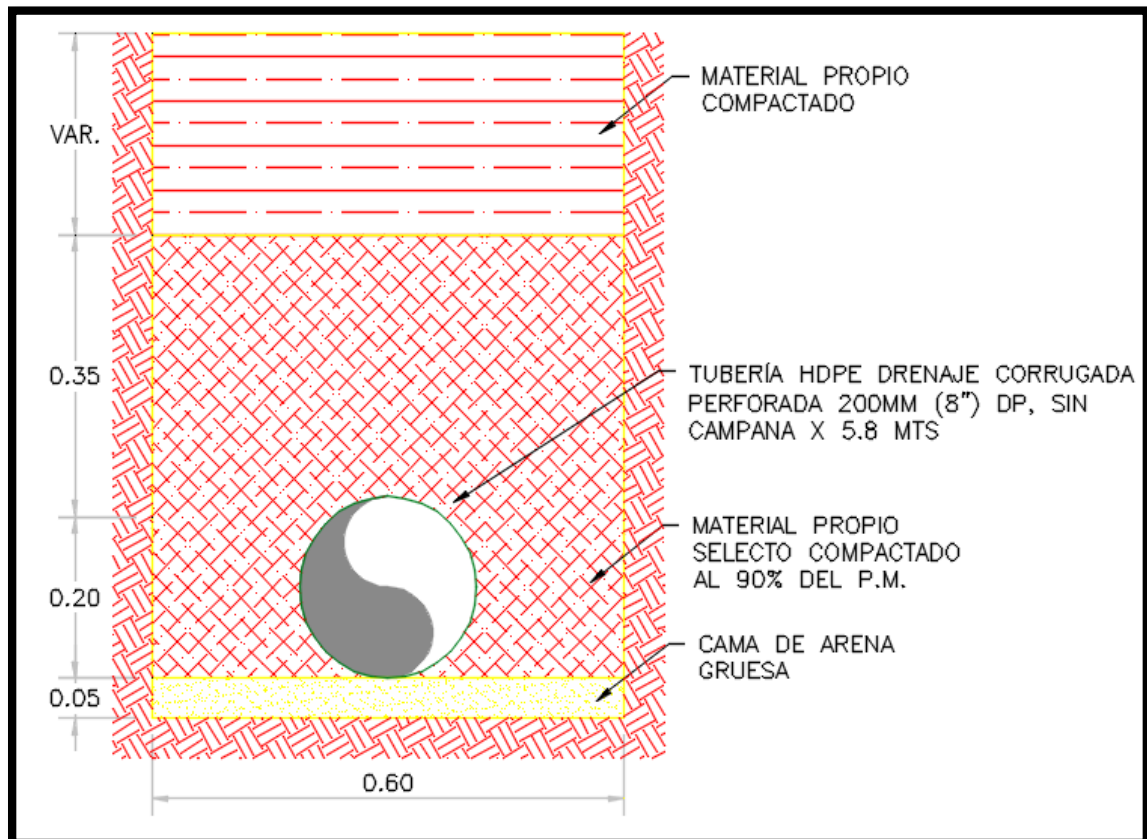 MATERIAL PROPIO
COMPACTADO
VAR.
0.35
TUBERÍA HDPE DRENAJE CORRUGADA
PERFORADA 200MM (8") DP, SIN
CAMPANA X 5.8 MTS
MATERIAL PROPIO
SELECTO COMPACTADO
AL 90% DEL P.M.
0.20
CAMA DE ARENA
GRUESA
0.05
0.60